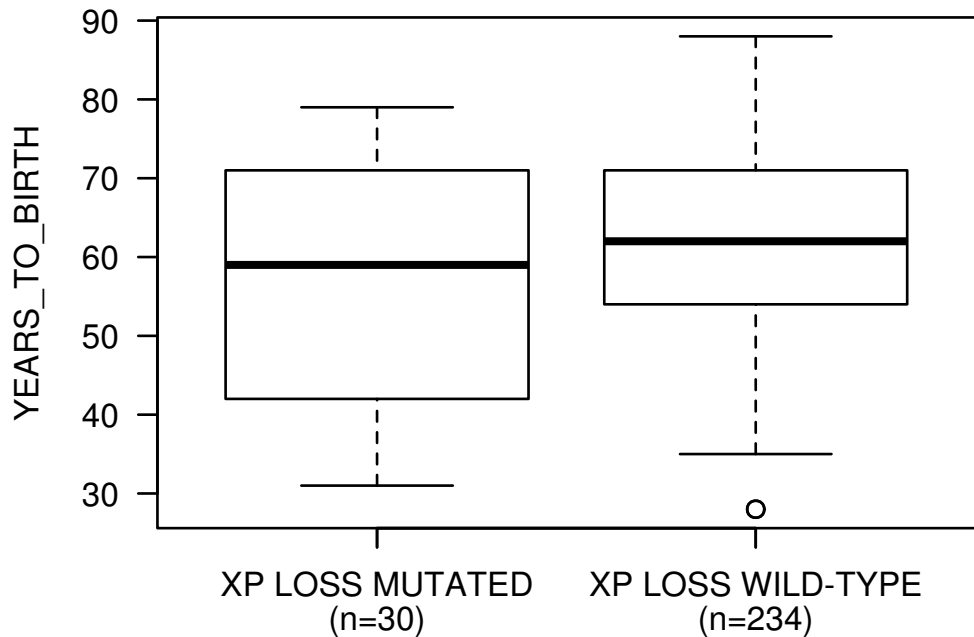 YEARS_TO_BIRTH
90
80
70
60
50
40
30
XP LOSS MUTATED
(n=30)
XP LOSS WILD-TYPE
(n=234)